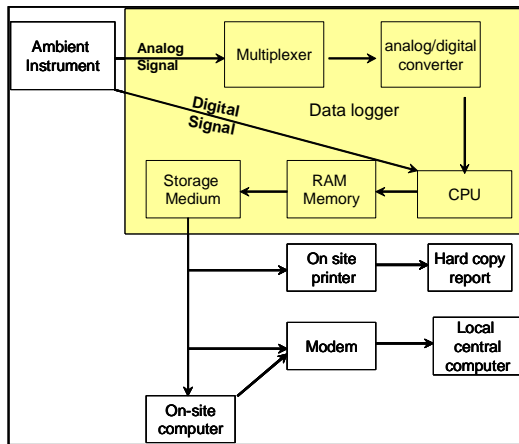 Ambient
Instrument
Analog
Signal
Multiplexer
analog/digital
converter
Digital
Signal
Data logger
Storage
Medium
RAM
Memory
CPU
On site
printer
Hard copy
report
Modem
Local
central
computer
On-site
computer